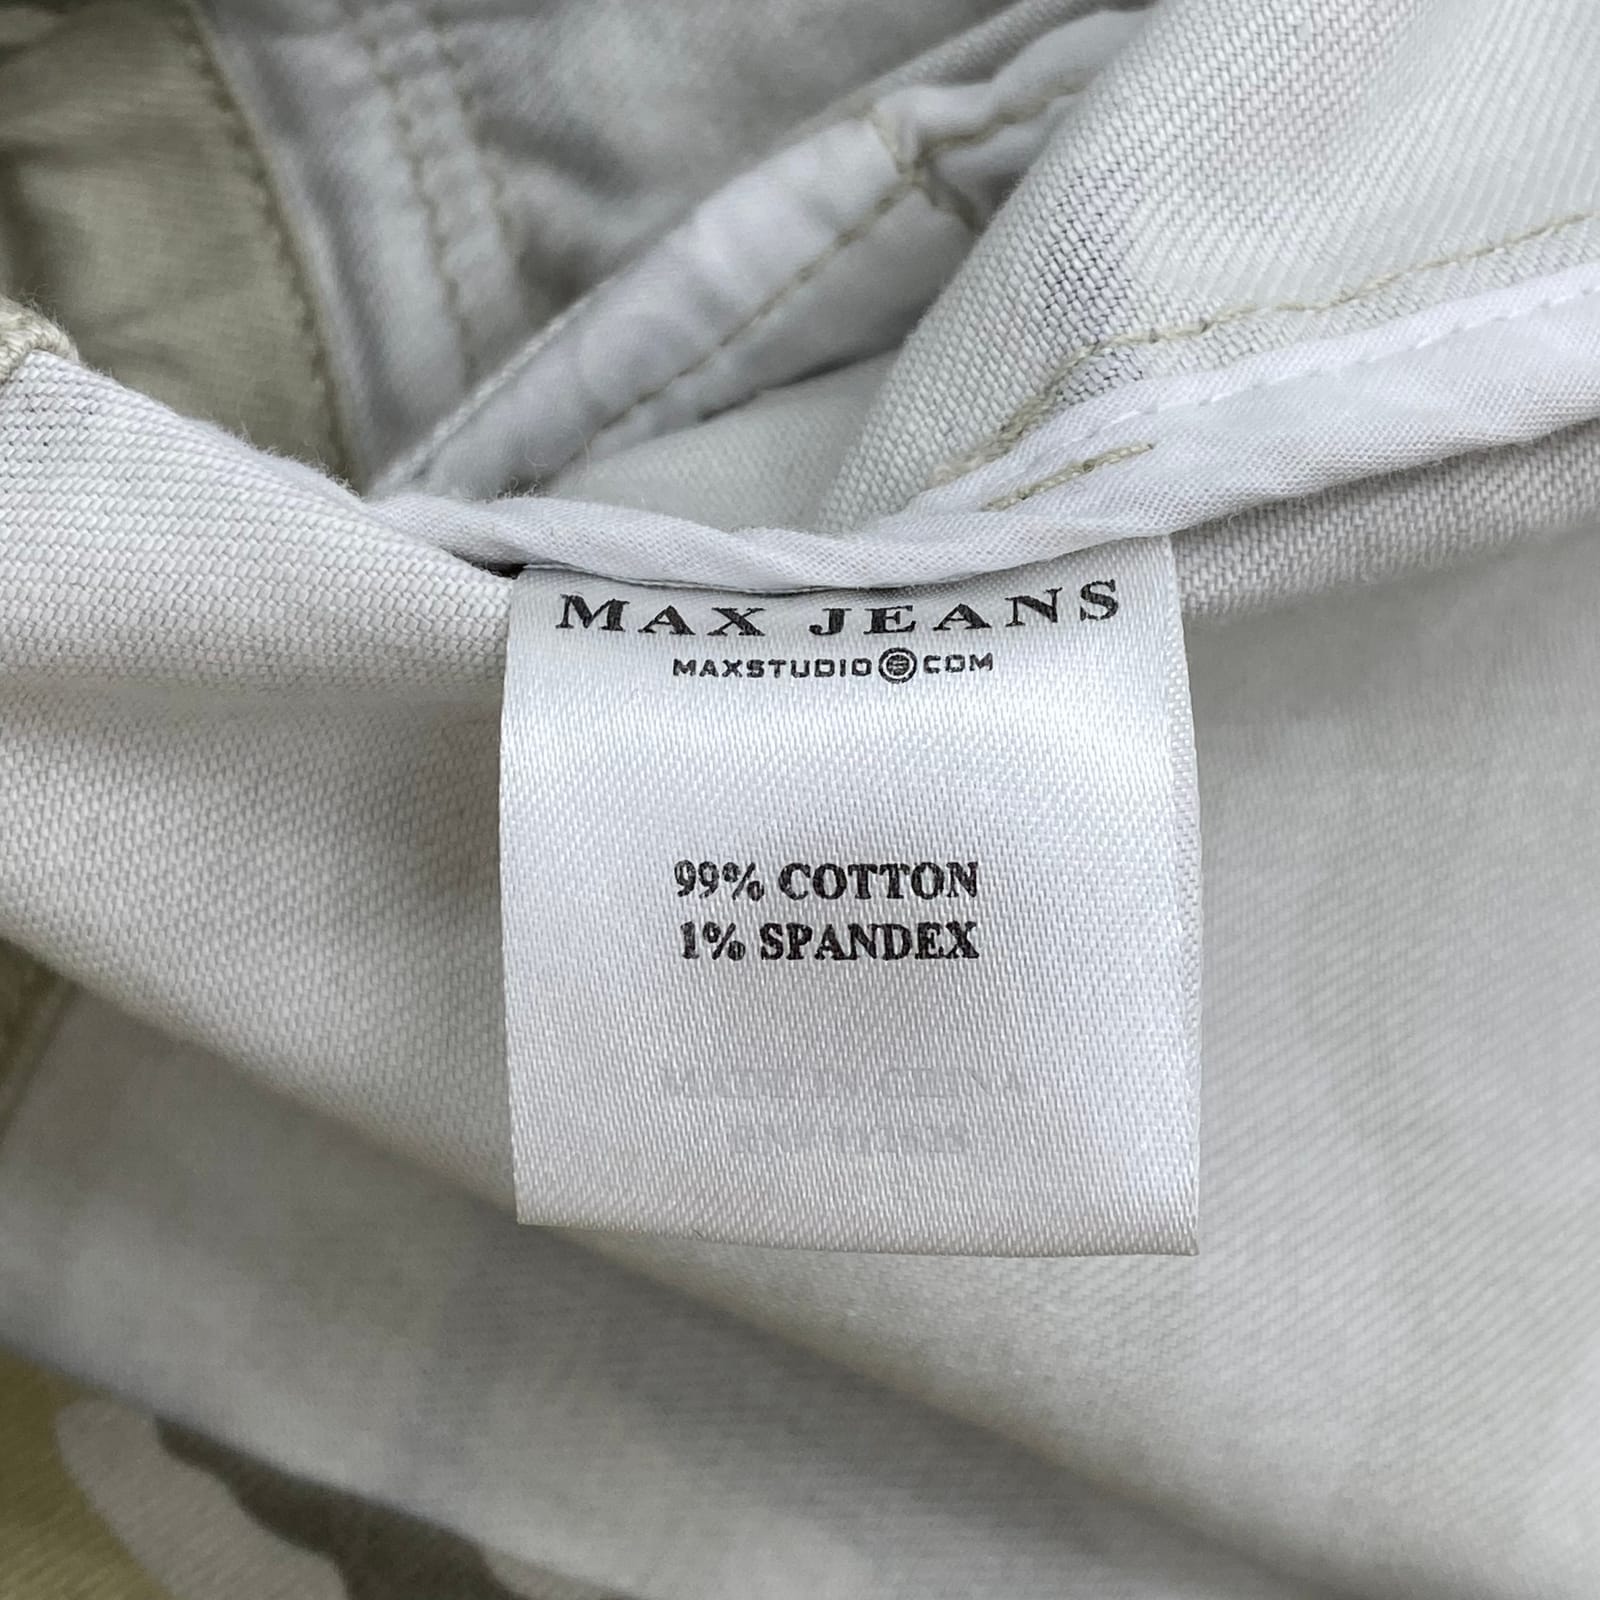 MAX JEANS
MAXSTUDIO.COM
99% COTTON
1% SPANDEX